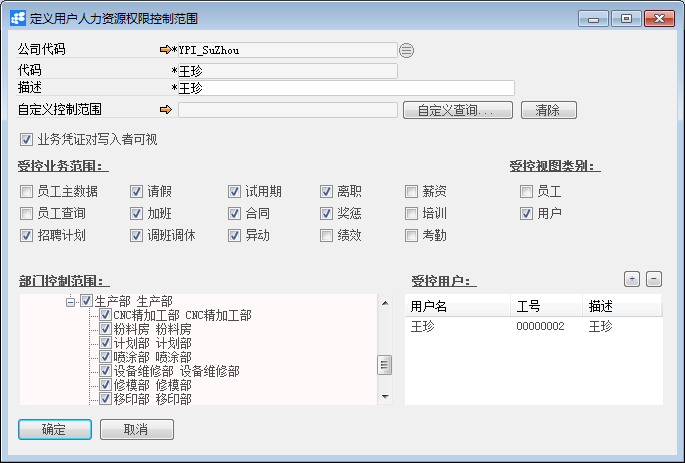 定义用户人力资源权限控制范围
公司代码 *YPI_SuZhou
代码 *王珍
描述 *王珍
自定义控制范围 自定义查询... 清除
业务凭证对写入者可视
受控业务范围： 受控视图类别：
员工主数据 请假 试用期 离职 薪资 员工
员工查询 加班 合同 奖惩 培训 用户
招聘计划 调班调休 异动 绩效 考勤
部门控制范围： 受控用户：
生产部 生产部
CNC精加工部 CNC精加工部
粉料房 粉料房
计划部 计划部
喷涂部 喷涂部
设备维修部 设备维修部
修模部 修模部
移印部 移印部
用户名 工号 描述
王珍 00000002 王珍
确定 取消